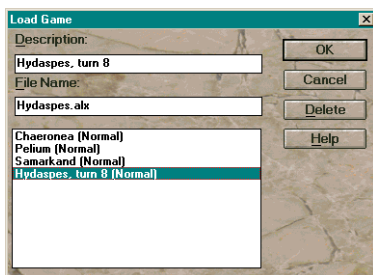 Load Game
Description:
OK
Hydaspes, turn 8
Cancel
File Name:
Hydaspes.alx
Delete
Help
Chaeronea (Normal)
Pelium (Normal)
Samarkand (Normal)
Hydaspes, turn 8 (Normal)